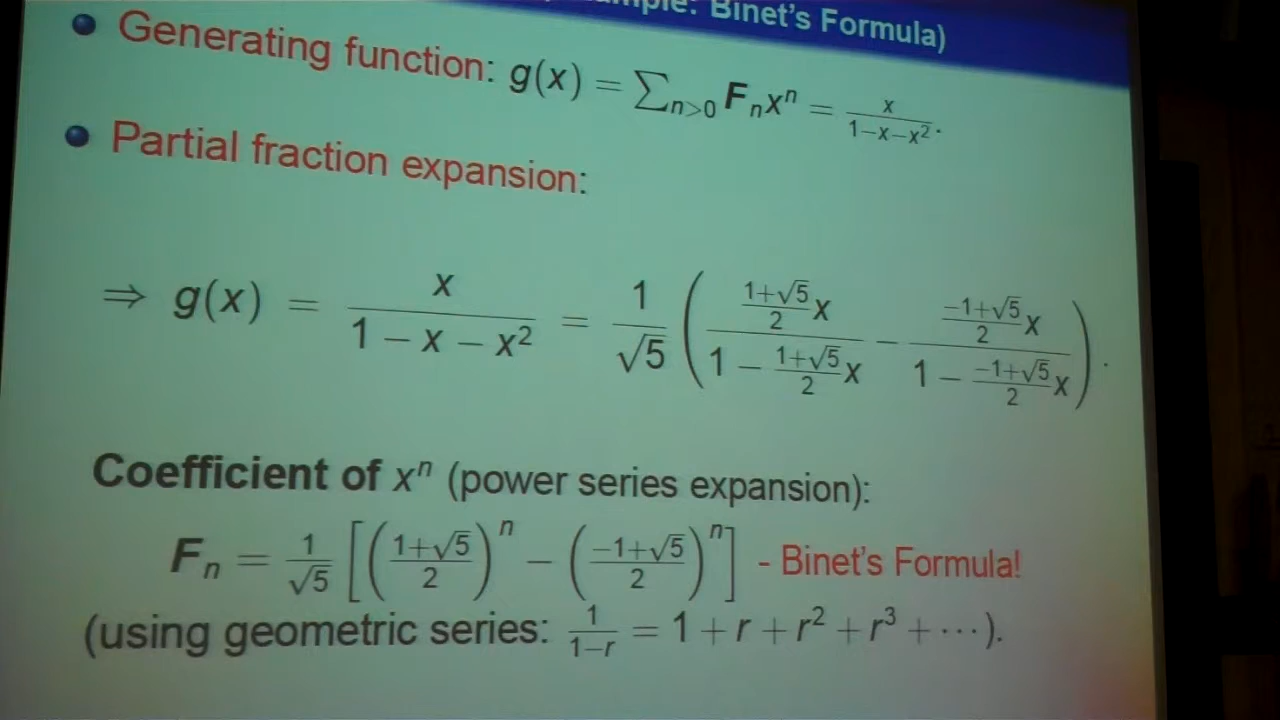 Binet's Formula)
• Generating function: g(x) = ∑ₙ>₀ Fₙxⁿ = x/(1−x−x²).
• Partial fraction expansion:
⇒ g(x) = x/(1 − x − x²) = 1/√5 ( ((1+√5)/2 x)/(1 − (1+√5)/2 x) − ((−1+√5)/2 x)/(1 − (−1+√5)/2 x) ).
Coefficient of xⁿ (power series expansion):
Fₙ = 1/√5 [((1+√5)/2)ⁿ − ((−1+√5)/2)ⁿ] - Binet's Formula!
(using geometric series: 1/(1−r) = 1 + r + r² + r³ + ⋯).